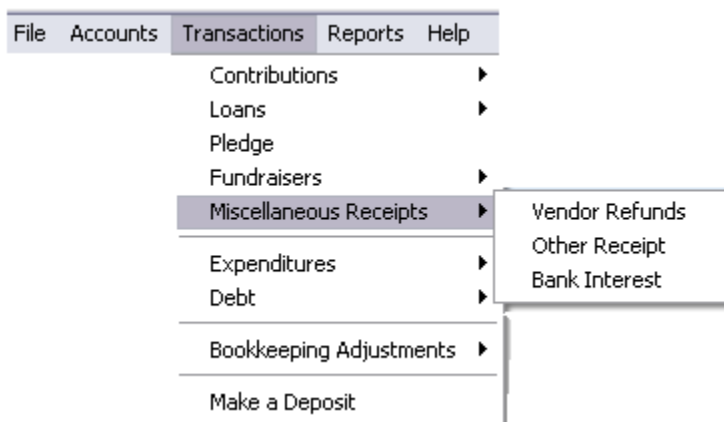 File Accounts Transactions Reports Help
Contributions
Loans
Pledge
Fundraisers
Miscellaneous Receipts
Vendor Refunds
Other Receipt
Bank Interest
Expenditures
Debt
Bookkeeping Adjustments
Make a Deposit